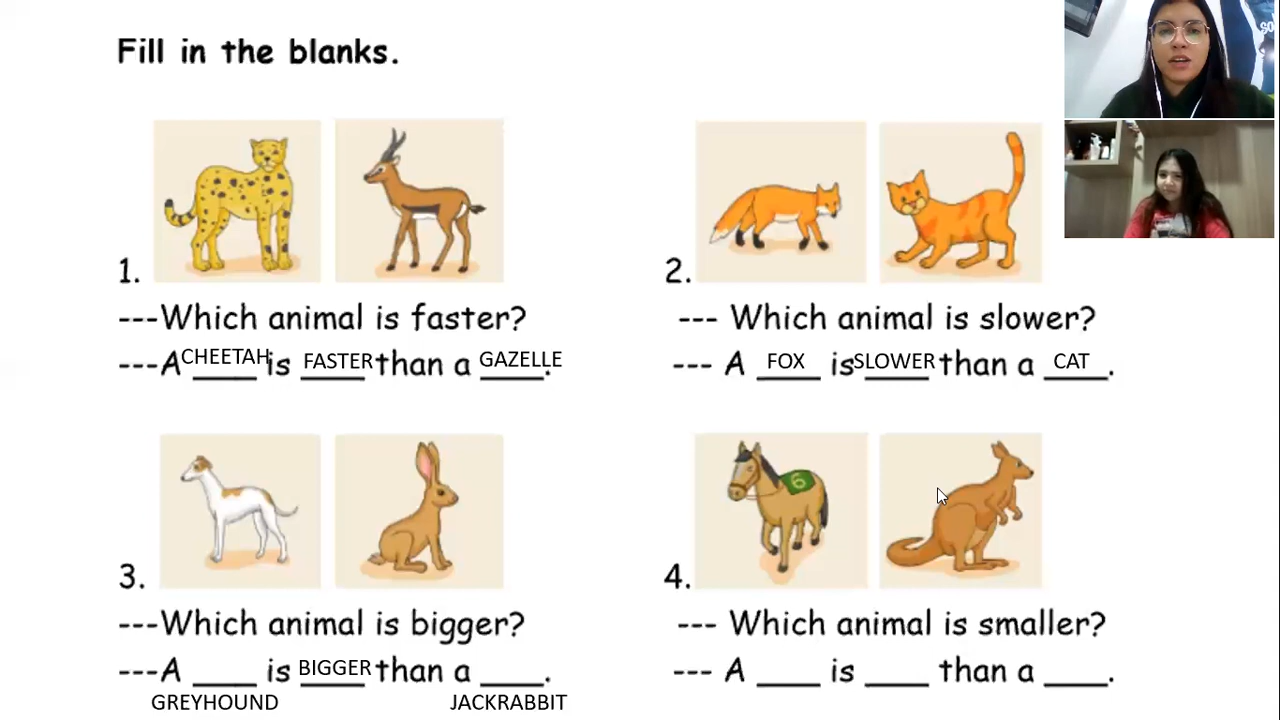 Fill in the blanks.
1.
---Which animal is faster?
---A CHEETAH is FASTER than a GAZELLE.
2.
--- Which animal is slower?
--- A FOX is SLOWER than a CAT.
3.
---Which animal is bigger?
---A ____ is BIGGER than a ____.
GREYHOUND JACKRABBIT
6
4.
--- Which animal is smaller?
--- A ____ is ____ than a ____.